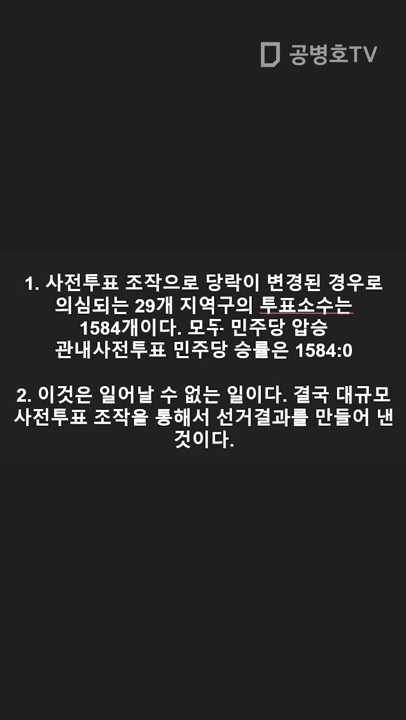 공병호TV
1. 사전투표 조작으로 당락이 변경된 경우로
의심되는 29개 지역구의 투표소수는
1584개이다. 모두 민주당 압승
관내사전투표 민주당 승률은 1584:0
2. 이것은 일어날 수 없는 일이다. 결국 대규모
사전투표 조작을 통해서 선거결과를 만들어 낸
것이다.